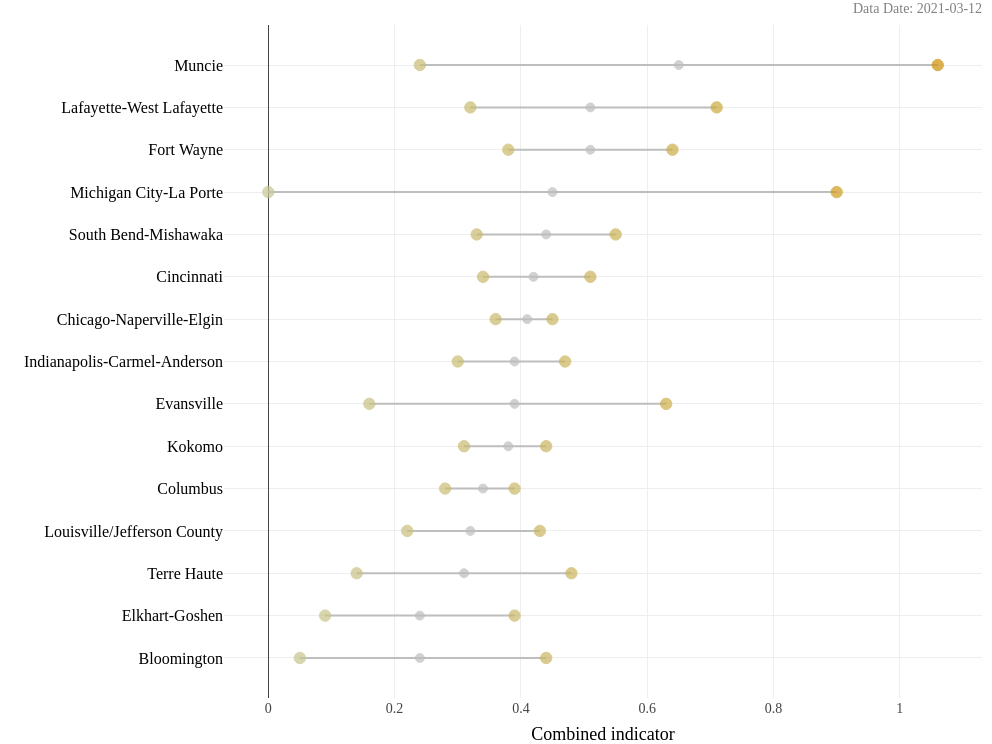 Data Date: 2021-03-12
Muncie
Lafayette-West Lafayette
Fort Wayne
Michigan City-La Porte
South Bend-Mishawaka
Cincinnati
Chicago-Naperville-Elgin
Indianapolis-Carmel-Anderson
Evansville
Kokomo
Columbus
Louisville/Jefferson County
Terre Haute
Elkhart-Goshen
Bloomington
0 0.2 0.4 0.6 0.8 1
Combined indicator